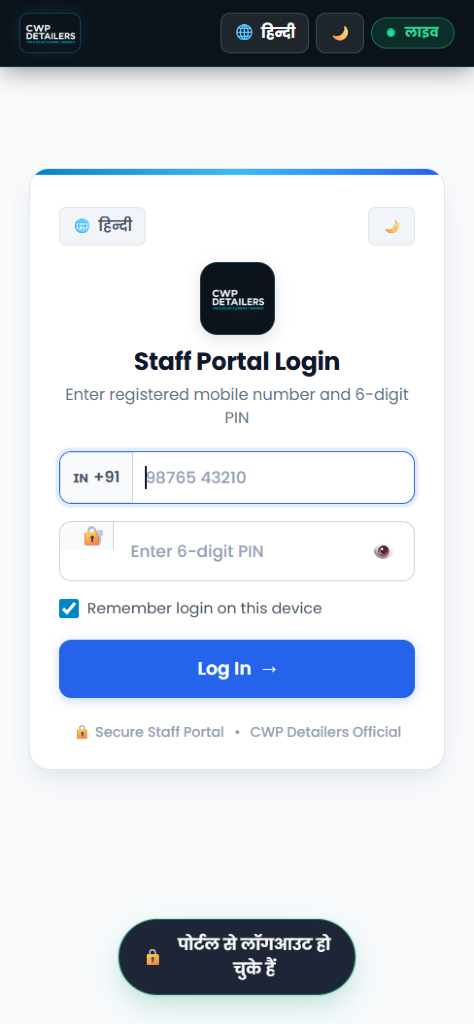 CWP
DETAILERS
हिन्दी
लाइव
हिन्दी
CWP
DETAILERS
Staff Portal Login
Enter registered mobile number and 6-digit
PIN
IN +91 98765 43210
Enter 6-digit PIN
Remember login on this device
Log In →
Secure Staff Portal • CWP Detailers Official
पोर्टल से लॉगआउट हो
चुके हैं